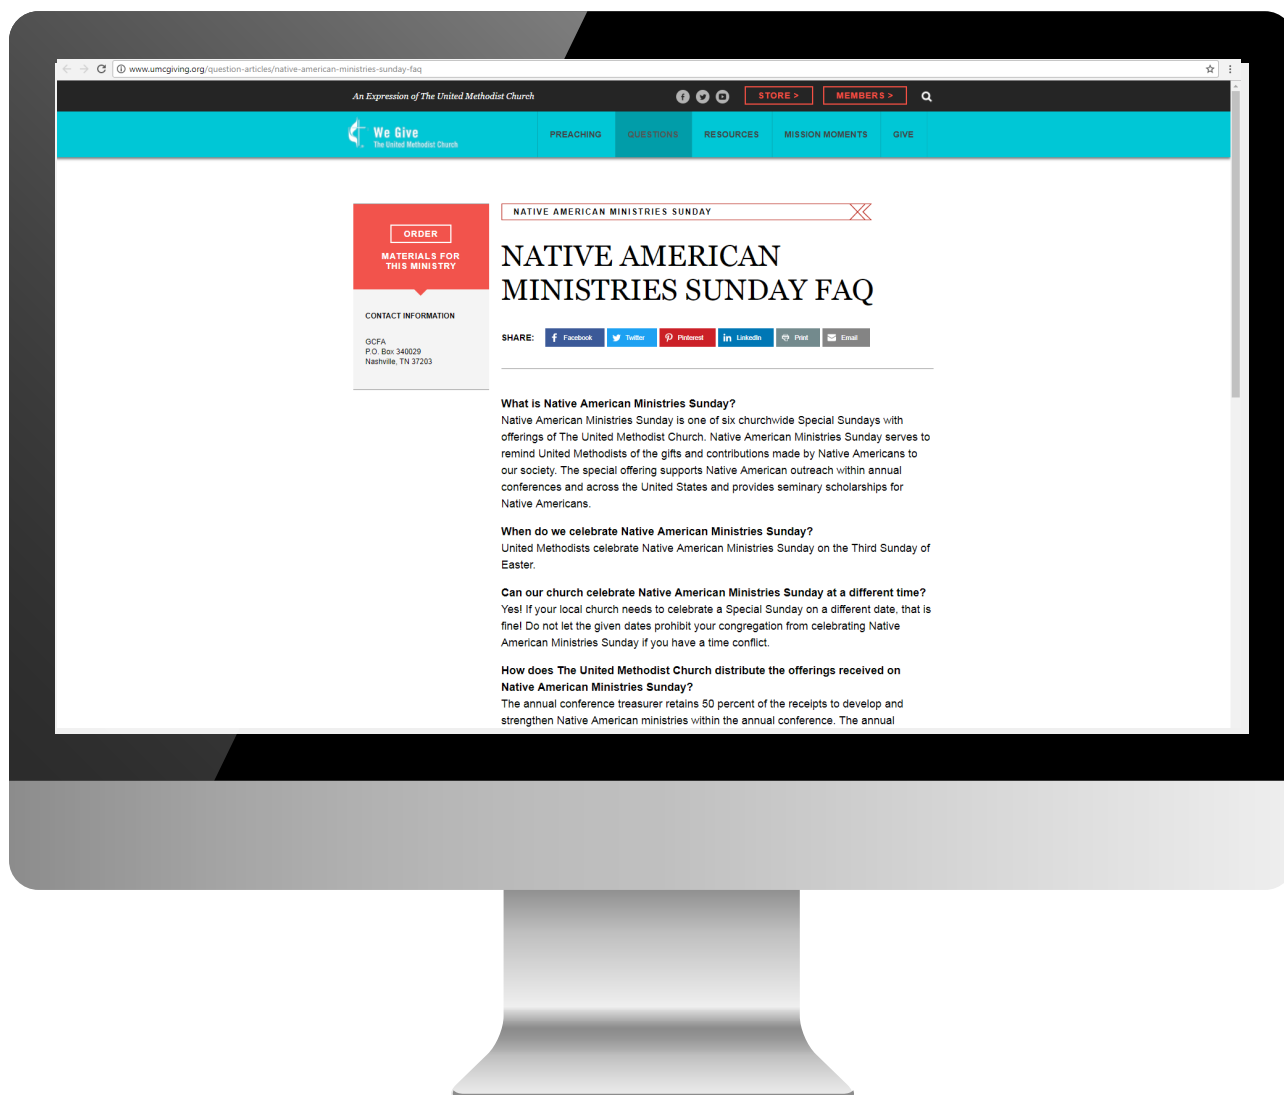 www.umcgiving.org/question-articles/native-american-ministries-sunday-faq
An Expression of The United Methodist Church
STORE >
MEMBERS >
We Give
The United Methodist Church
PREACHING
QUESTIONS
RESOURCES
MISSION MOMENTS
GIVE
ORDER
MATERIALS FOR
THIS MINISTRY
CONTACT INFORMATION
GCFA
P.O. Box 340029
Nashville, TN 37203
NATIVE AMERICAN MINISTRIES SUNDAY
NATIVE AMERICAN
MINISTRIES SUNDAY FAQ
SHARE:
Facebook
Twitter
Pinterest
LinkedIn
Print
Email
What is Native American Ministries Sunday?
Native American Ministries Sunday is one of six churchwide Special Sundays with
offerings of The United Methodist Church. Native American Ministries Sunday serves to
remind United Methodists of the gifts and contributions made by Native Americans to
our society. The special offering supports Native American outreach within annual
conferences and across the United States and provides seminary scholarships for
Native Americans.
When do we celebrate Native American Ministries Sunday?
United Methodists celebrate Native American Ministries Sunday on the Third Sunday of
Easter.
Can our church celebrate Native American Ministries Sunday at a different time?
Yes! If your local church needs to celebrate a Special Sunday on a different date, that is
fine! Do not let the given dates prohibit your congregation from celebrating Native
American Ministries Sunday if you have a time conflict.
How does The United Methodist Church distribute the offerings received on
Native American Ministries Sunday?
The annual conference treasurer retains 50 percent of the receipts to develop and
strengthen Native American ministries within the annual conference. The annual